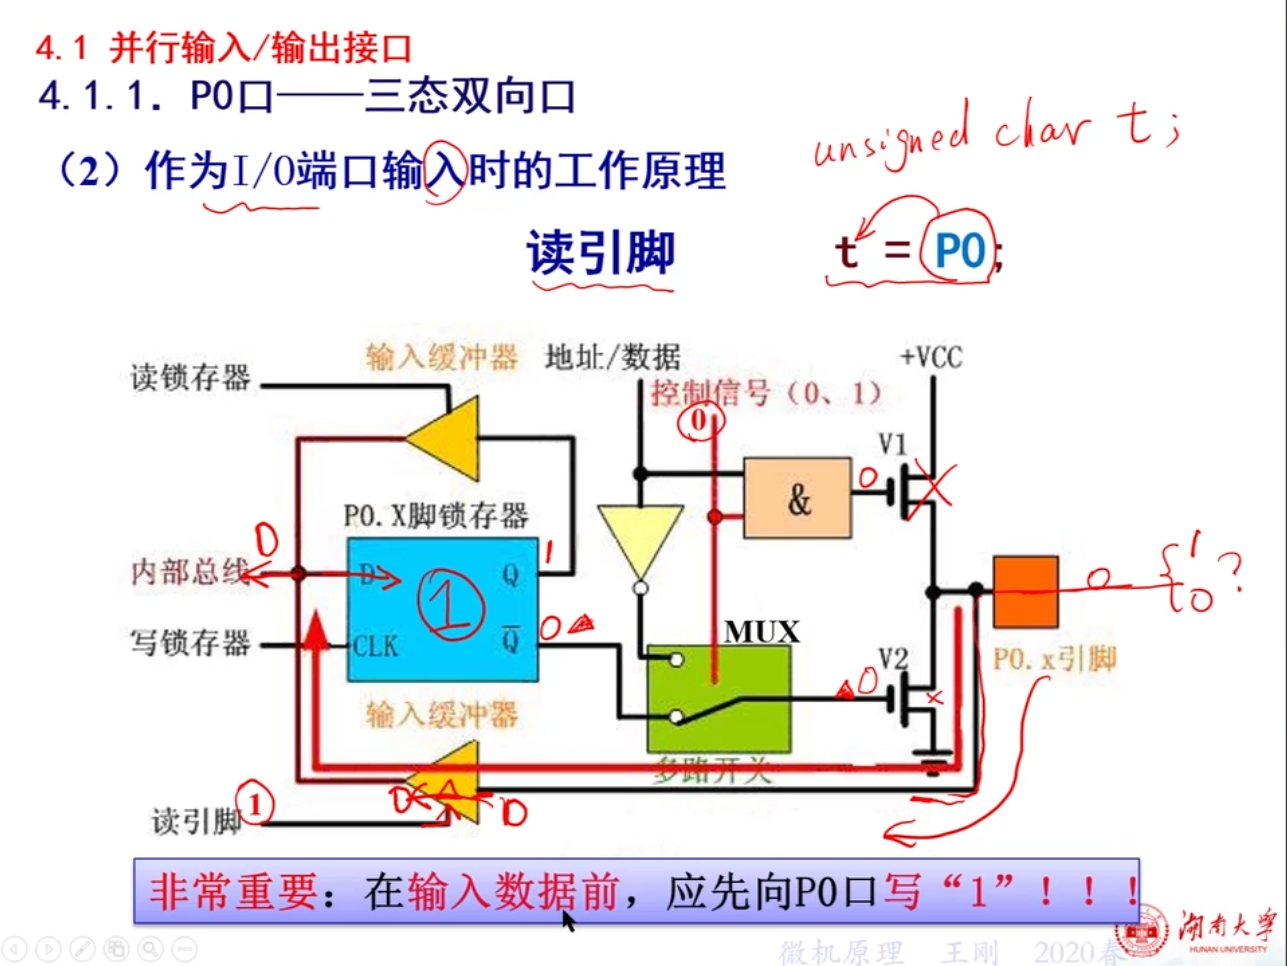 4.1 并行输入/输出接口
4.1.1. P0口——三态双向口
（2）作为I/O端口输入时的工作原理
unsigned char t;
读引脚
t = P0;
输入缓冲器
地址/数据
+VCC
读锁存器
控制信号（0、1）
0
V1
&
0
P0.X脚锁存器
D
1
内部总线
D
Q
1
0
{1
0
?
写锁存器
CLK
Q̅
0
MUX
V2
0
P0.x引脚
输入缓冲器
多路开关
读引脚
1
D
D
非常重要：在输入数据前，应先向P0口写“1”！！！
湖南大学
HUNAN UNIVERSITY
微机原理 王刚 2020春